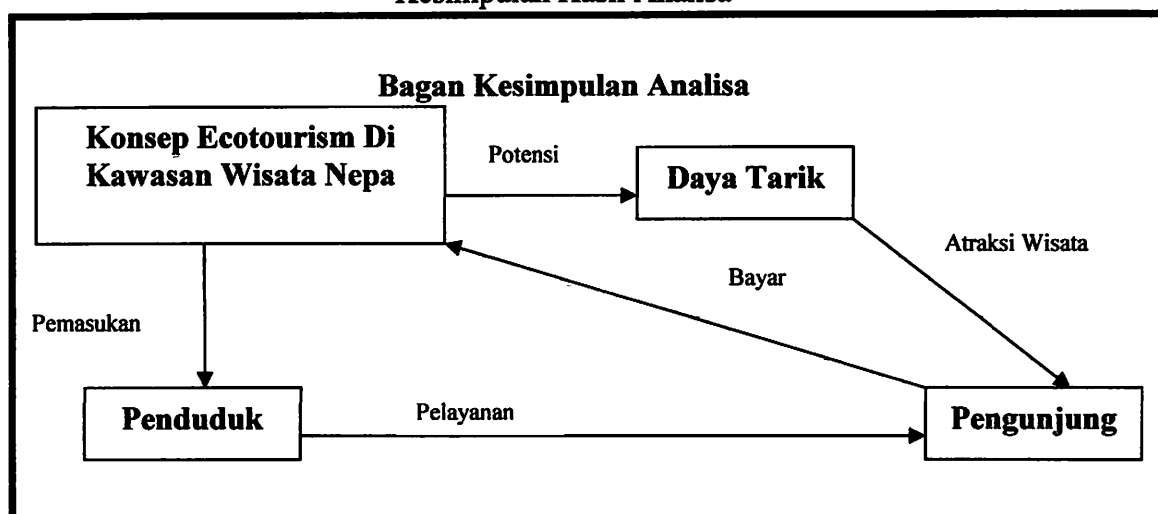 Bagan Kesimpulan Analisa
Konsep Ecotourism Di
Kawasan Wisata Nepa
Potensi
Daya Tarik
Atraksi Wisata
Bayar
Pemasukan
Penduduk
Pelayanan
Pengunjung